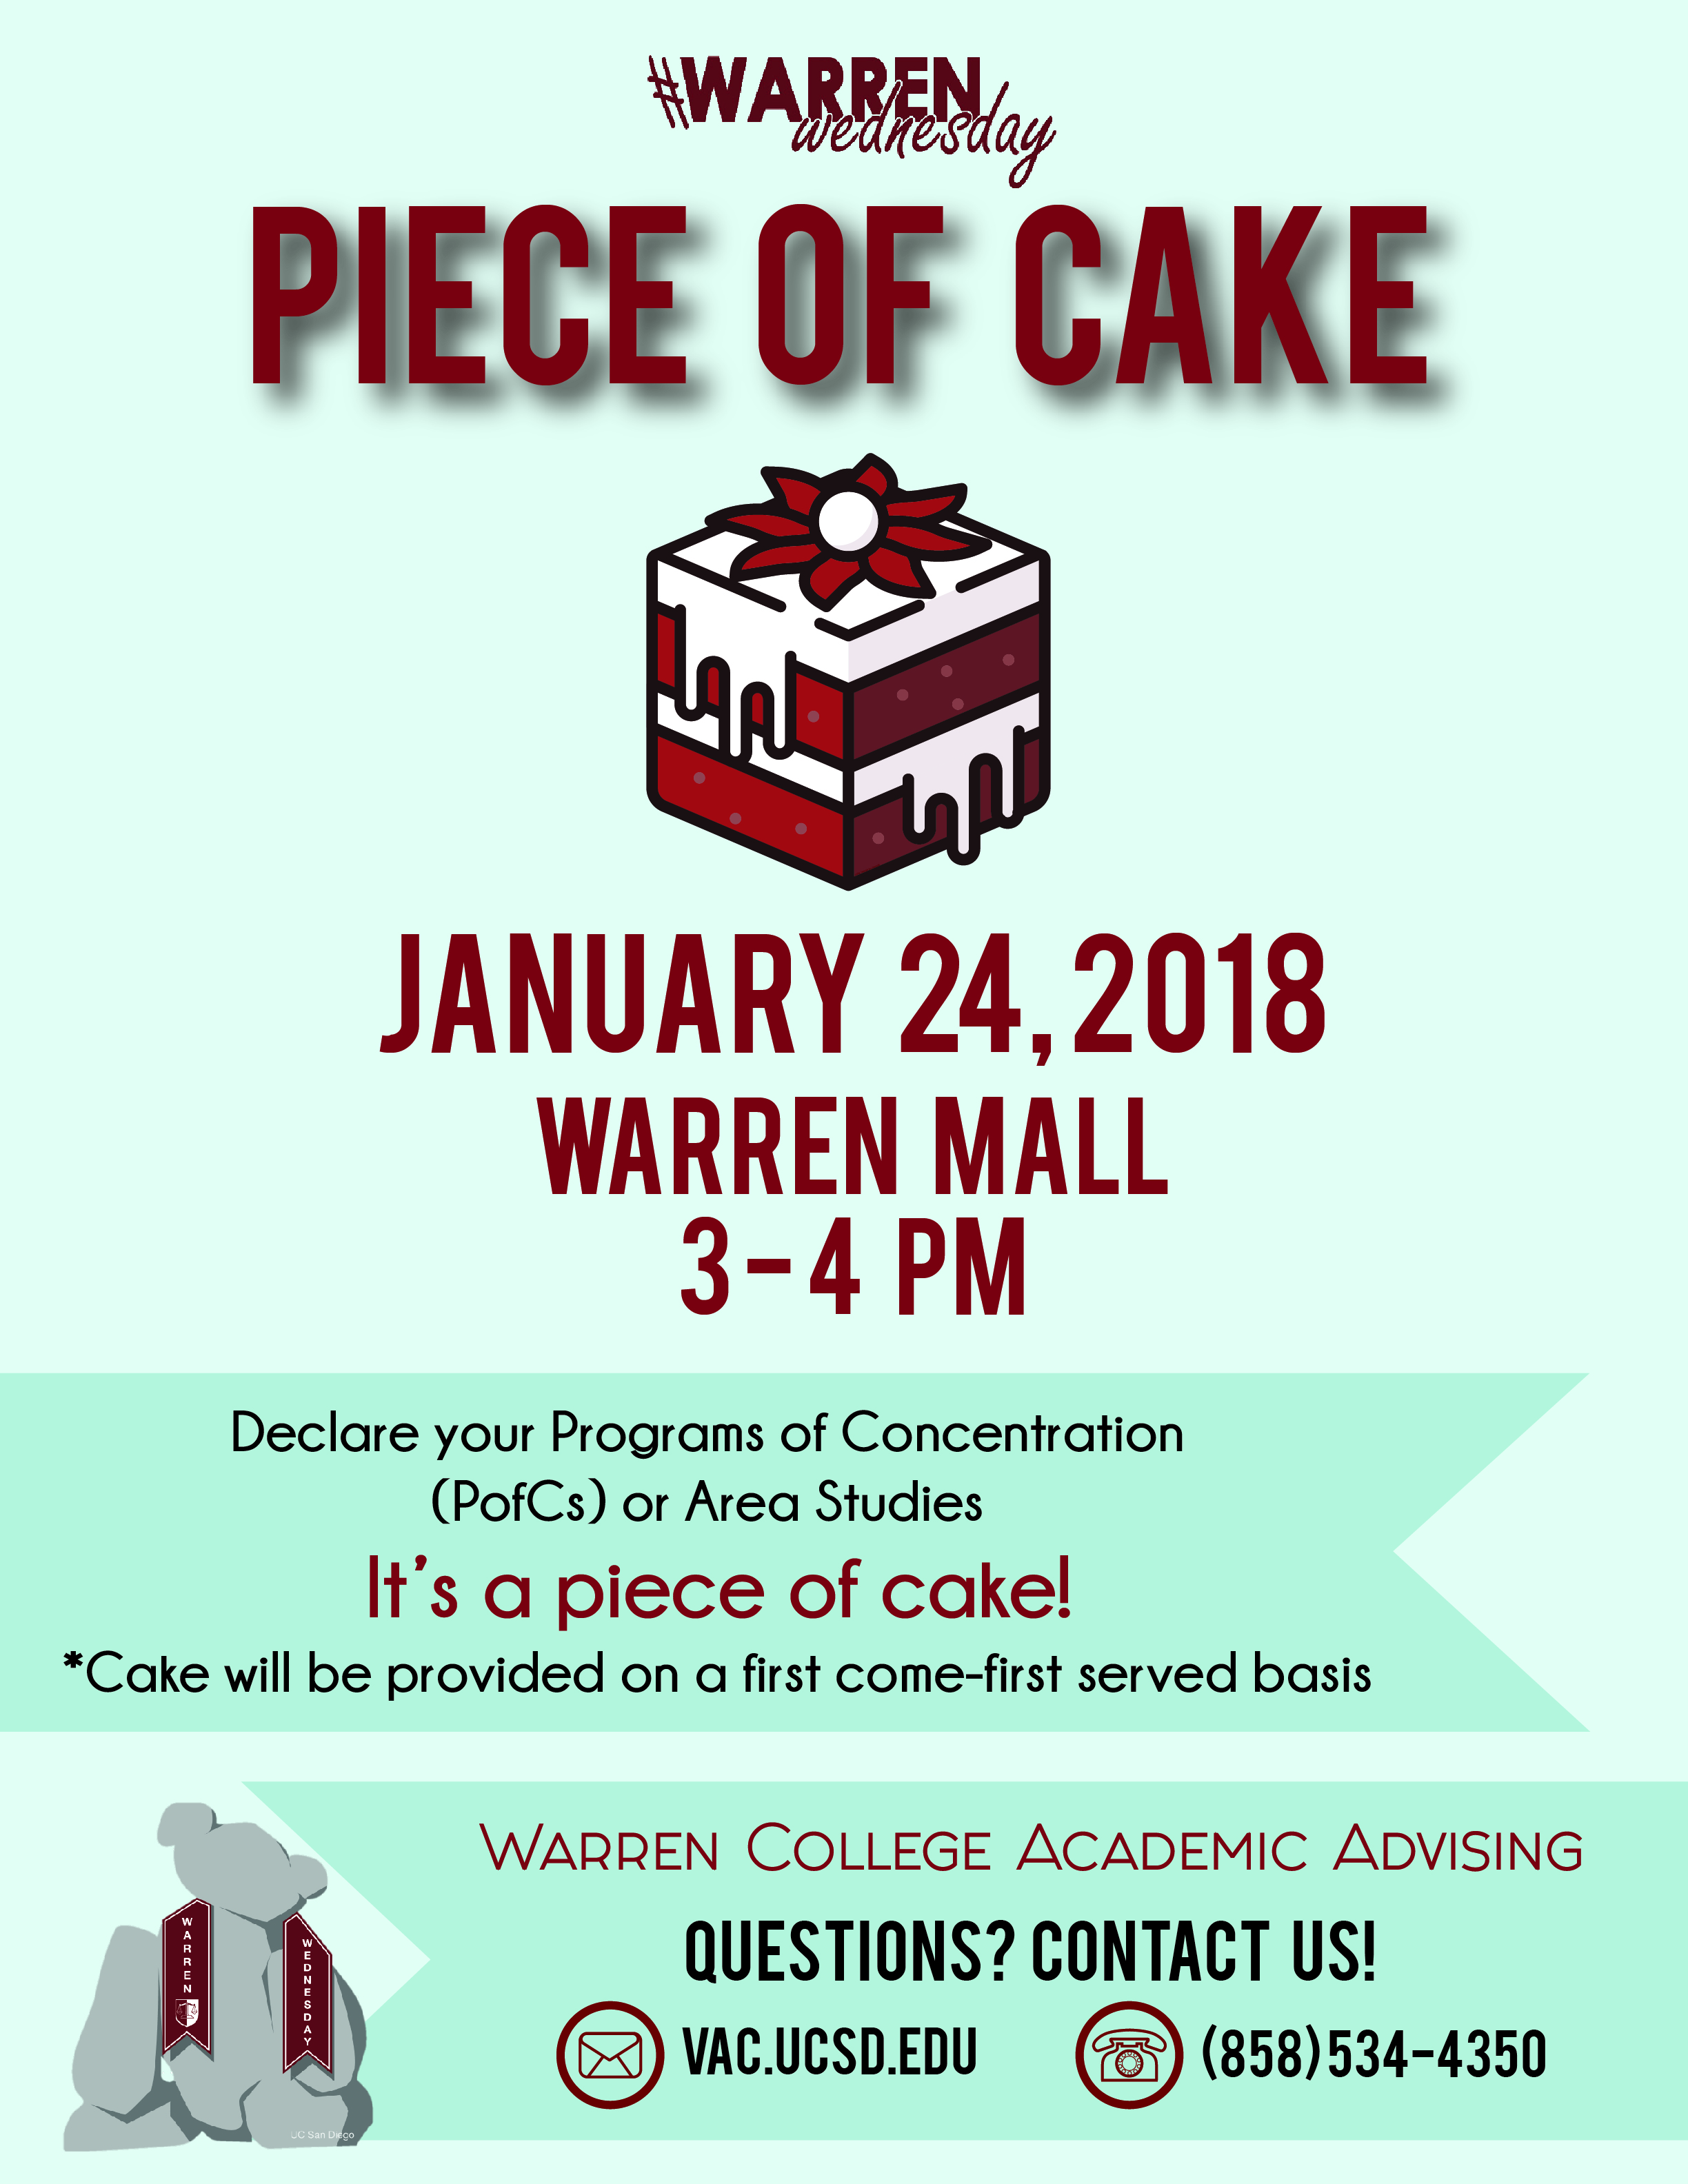 #WARREN
wednesday
PIECE OF CAKE
JANUARY 24, 2018
WARREN MALL
3-4 PM
Declare your Programs of Concentration
(PofCs) or Area Studies
It's a piece of cake!
*Cake will be provided on a first come-first served basis
WARREN COLLEGE ACADEMIC ADVISING
QUESTIONS? CONTACT US!
VAC.UCSD.EDU
(858)534-4350
WARREN
WEDNESDAY
UC San Diego